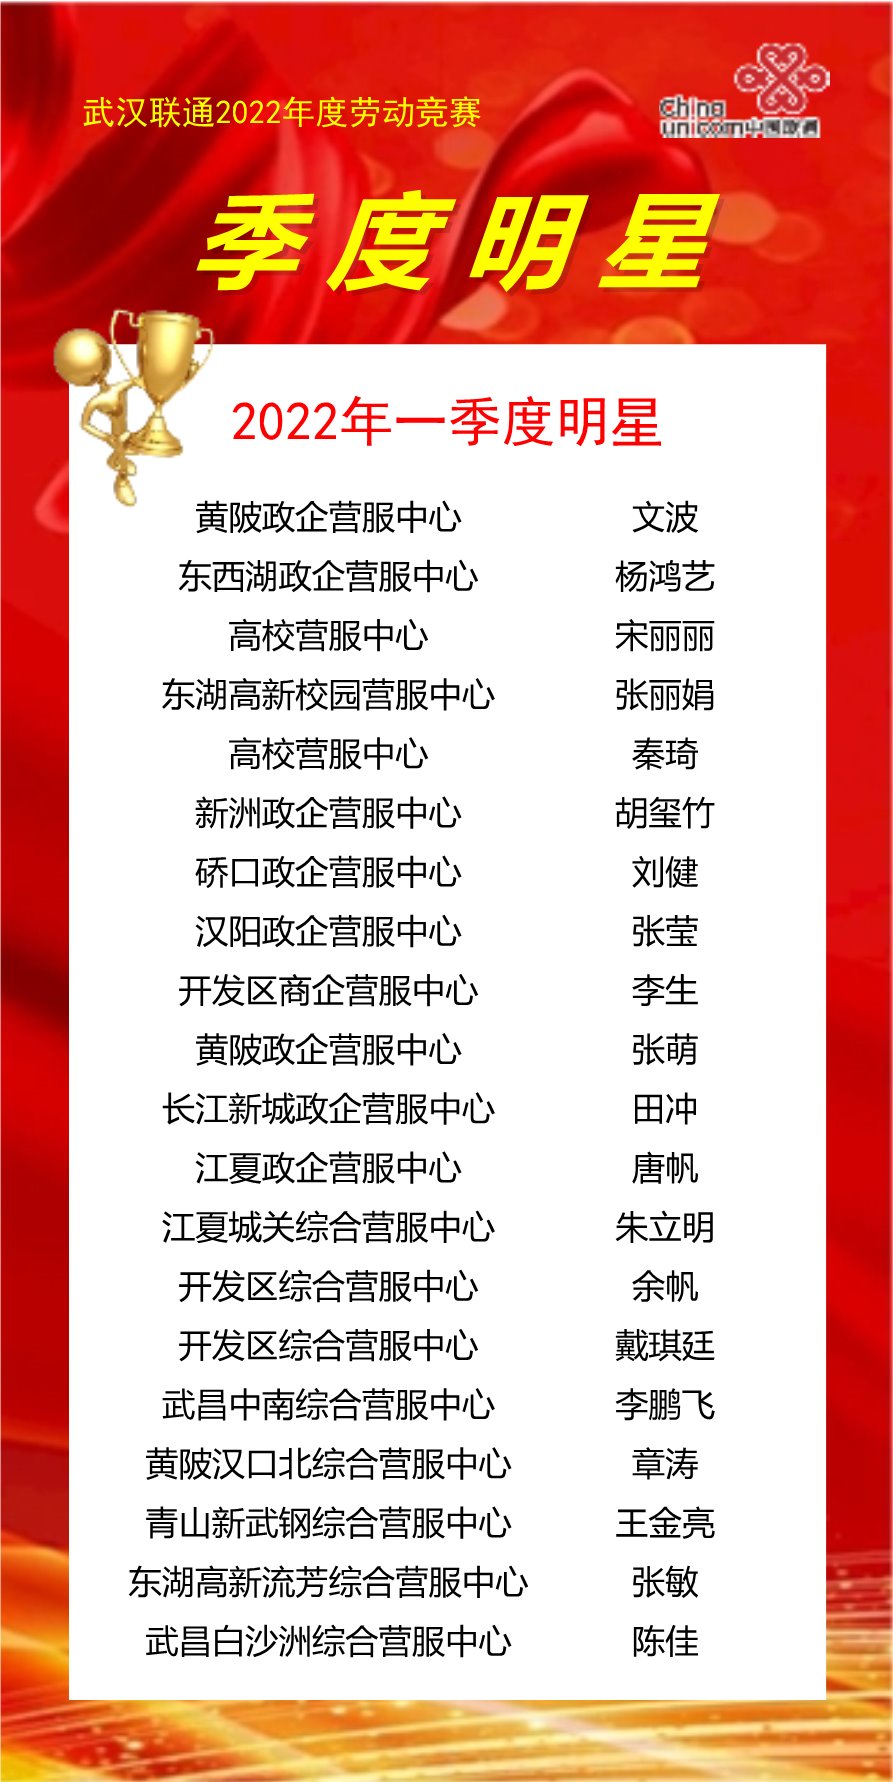 武汉联通2022年度劳动竞赛
China
unicom中国联通
季度明星
2022年一季度明星
黄陂政企营服中心 文波
东西湖政企营服中心 杨鸿艺
高校营服中心 宋丽丽
东湖高新校园营服中心 张丽娟
高校营服中心 秦琦
新洲政企营服中心 胡玺竹
硚口政企营服中心 刘健
汉阳政企营服中心 张莹
开发区商企营服中心 李生
黄陂政企营服中心 张萌
长江新城政企营服中心 田冲
江夏政企营服中心 唐帆
江夏城关综合营服中心 朱立明
开发区综合营服中心 余帆
开发区综合营服中心 戴琪廷
武昌中南综合营服中心 李鹏飞
黄陂汉口北综合营服中心 章涛
青山新武钢综合营服中心 王金亮
东湖高新流芳综合营服中心 张敏
武昌白沙洲综合营服中心 陈佳